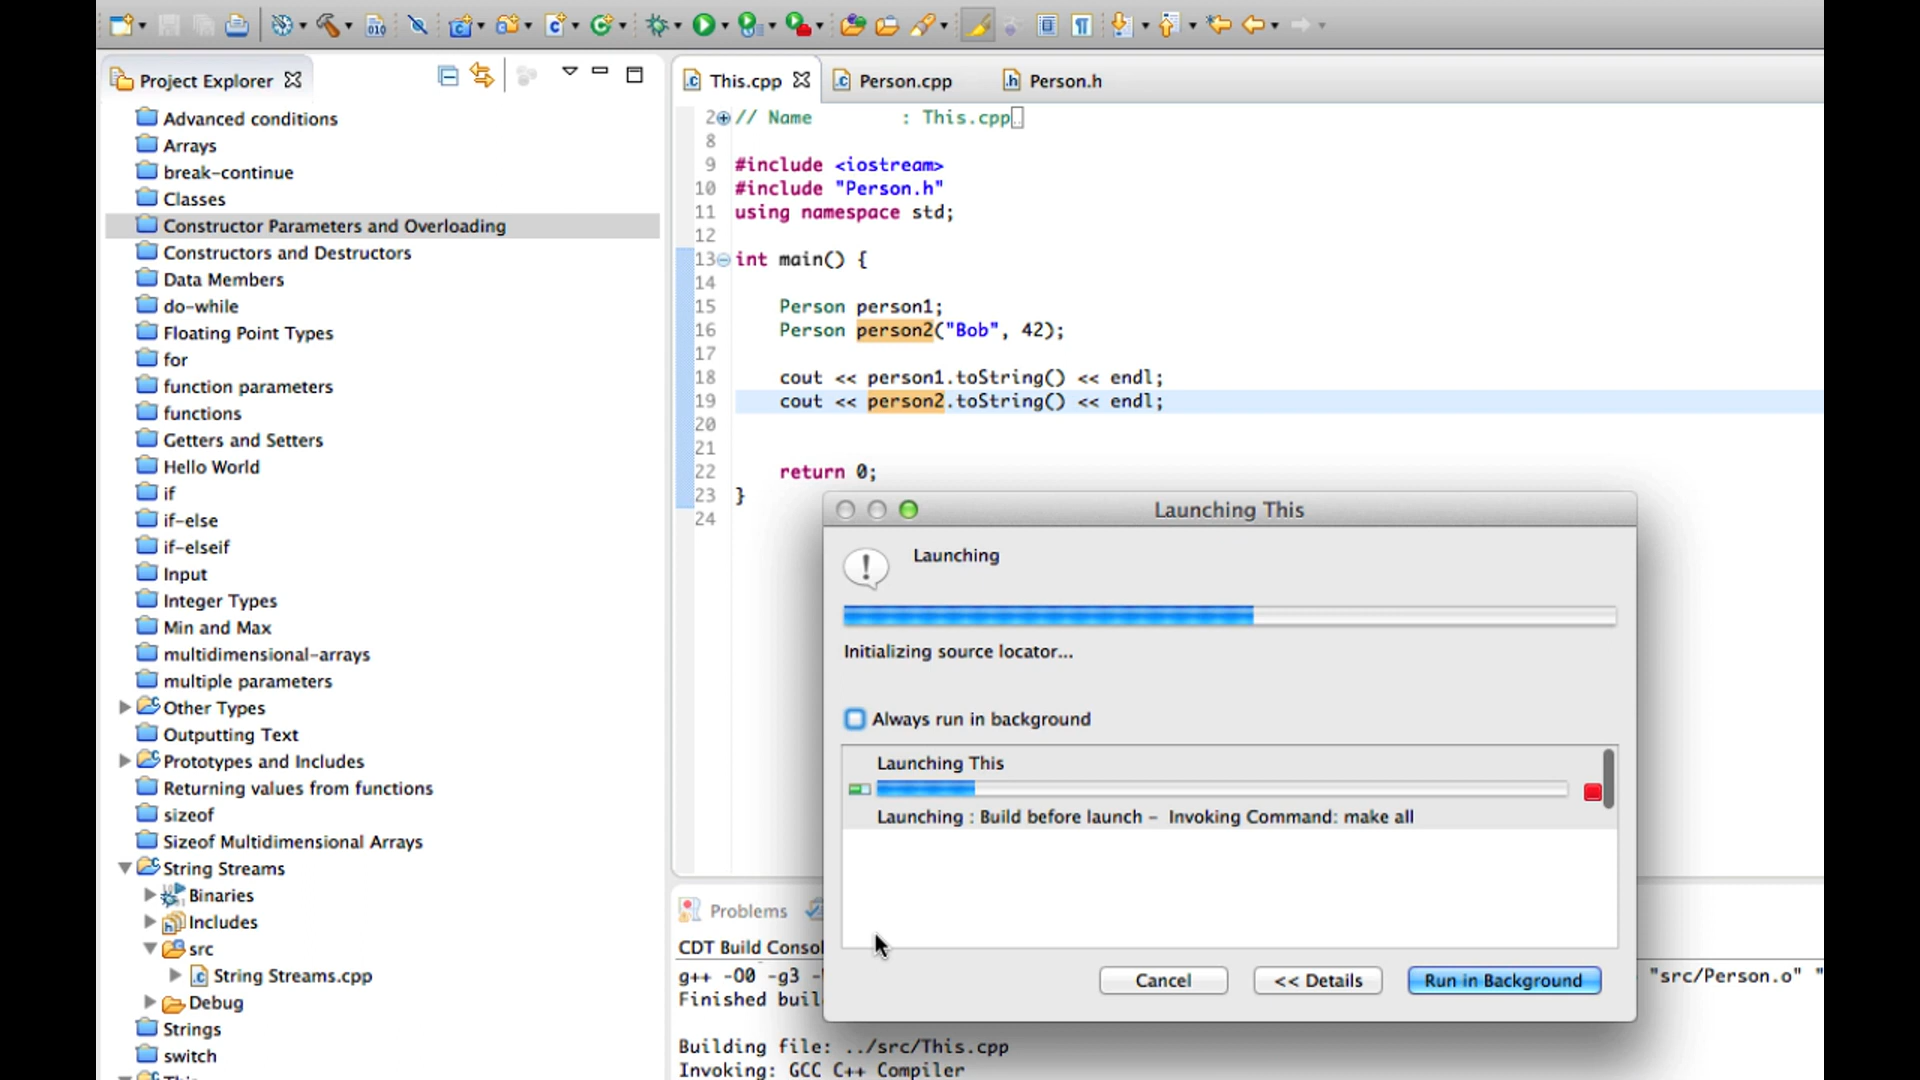 Project Explorer
Advanced conditions
Arrays
break-continue
Classes
Constructor Parameters and Overloading
Constructors and Destructors
Data Members
do-while
Floating Point Types
for
function parameters
functions
Getters and Setters
Hello World
if
if-else
if-elseif
Input
Integer Types
Min and Max
multidimensional-arrays
multiple parameters
Other Types
Outputting Text
Prototypes and Includes
Returning values from functions
sizeof
Sizeof Multidimensional Arrays
String Streams
Binaries
Includes
src
String Streams.cpp
Debug
Strings
switch
This.cpp Person.cpp Person.h
2 // Name : This.cpp
8
9 #include <iostream>
10 #include "Person.h"
11 using namespace std;
12
13 int main() {
14
15 Person person1;
16 Person person2("Bob", 42);
17
18 cout << person1.toString() << endl;
19 cout << person2.toString() << endl;
20
21
22 return 0;
23 }
24
Launching This
Launching
Initializing source locator...
Always run in background
Launching This
Launching : Build before launch - Invoking Command: make all
Cancel << Details Run in Background
Problems
CDT Build Consol
g++ -O0 -g3 "src/Person.o" "
Finished buil
Building file: ../src/This.cpp
Invoking: GCC C++ Compiler